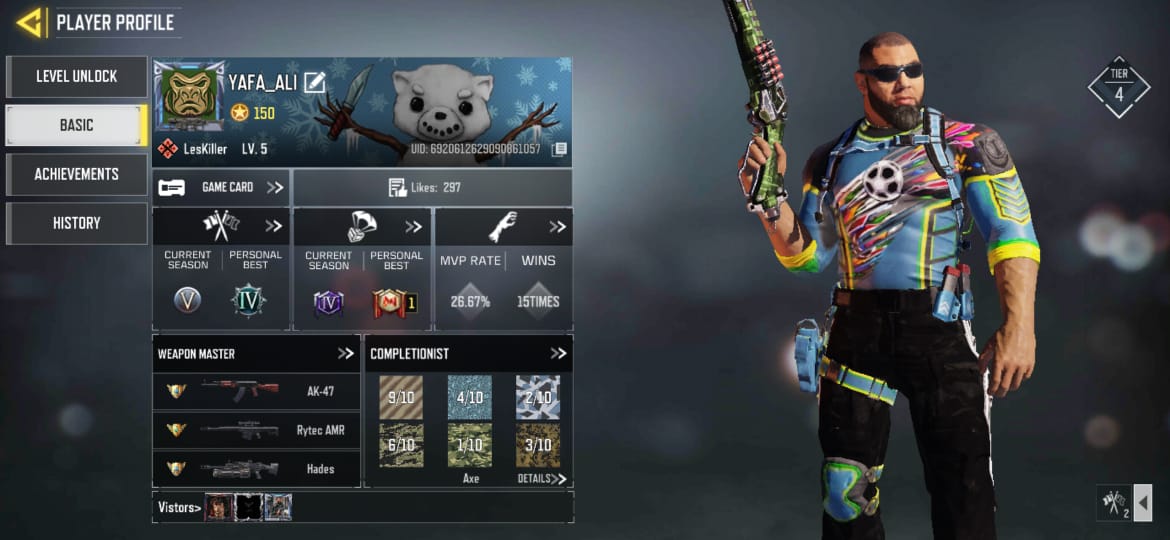 PLAYER PROFILE
LEVEL UNLOCK
BASIC
ACHIEVEMENTS
HISTORY
YAFA_ALI
150
LesKiller LV. 5
UID: 6920612629090861057
GAME CARD
Likes: 297
CURRENT SEASON
PERSONAL BEST
V
IV
CURRENT SEASON
PERSONAL BEST
IV
1
MVP RATE
WINS
26.67%
15TIMES
WEAPON MASTER
AK-47
Rytec AMR
Hades
COMPLETIONIST
9/10 4/10 2/10
6/10 1/10 3/10
Axe
DETAILS>>
Vistors>
TIER
4
2